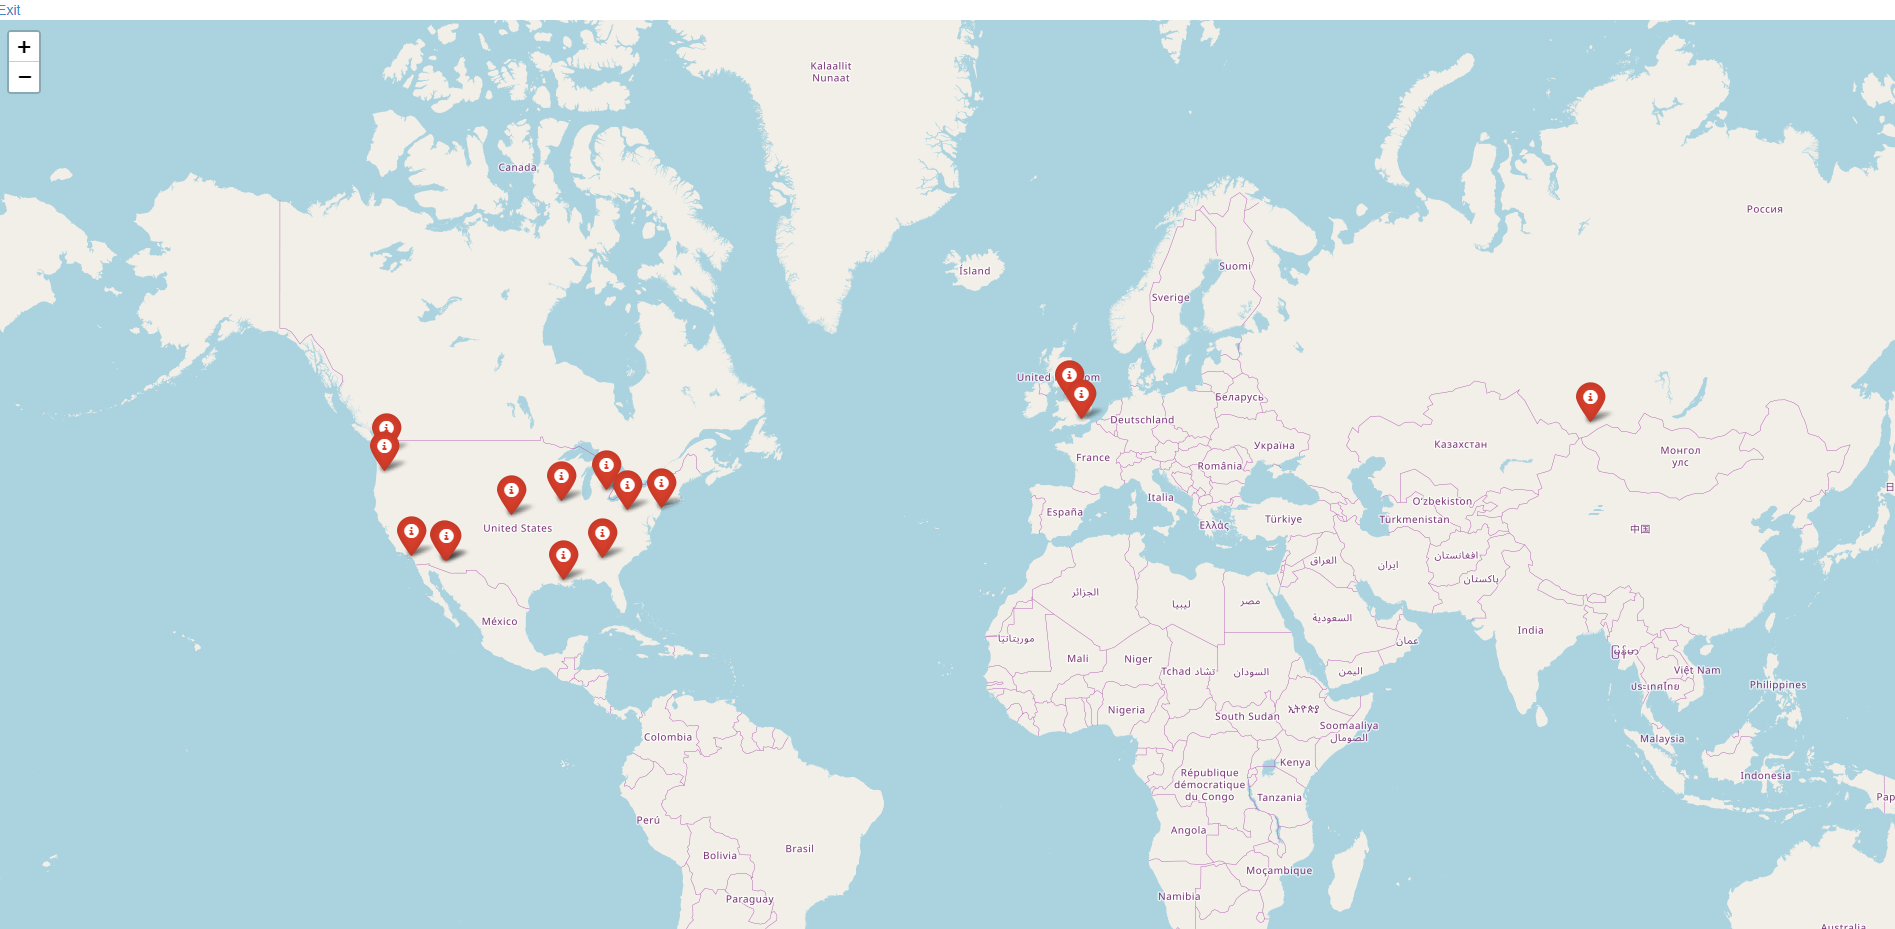 Exit
+
−
Kalaallit
Nunaat
Canada
Россия
Ísland
Suomi
Sverige
United
om
Беларусь
Deutschland
Україна
Казахстан
Монгол
улс
France
România
Italia
España
Ελλάς
Türkiye
O'zbekiston
Türkmenistan
日
United States
中国
افغانستان
العراق
ایران
پاکستان
الجزائر
ليبيا
مصر
السعودية
عمان
México
India
موريتانيا
Mali
Niger
Tchad تشاد
السودان
اليمن
မြန်မာ
Việt Nam
ประเทศไทย
Philippines
Nigeria
South Sudan
ኢትዮጵያ
Soomaaliya
الصومال
Colombia
Malaysia
Kenya
Indonesia
République
démocratique
du Congo
Tanzania
Pap
Perú
Angola
Brasil
Bolivia
Moçambique
Namibia
Paraguay
Australia